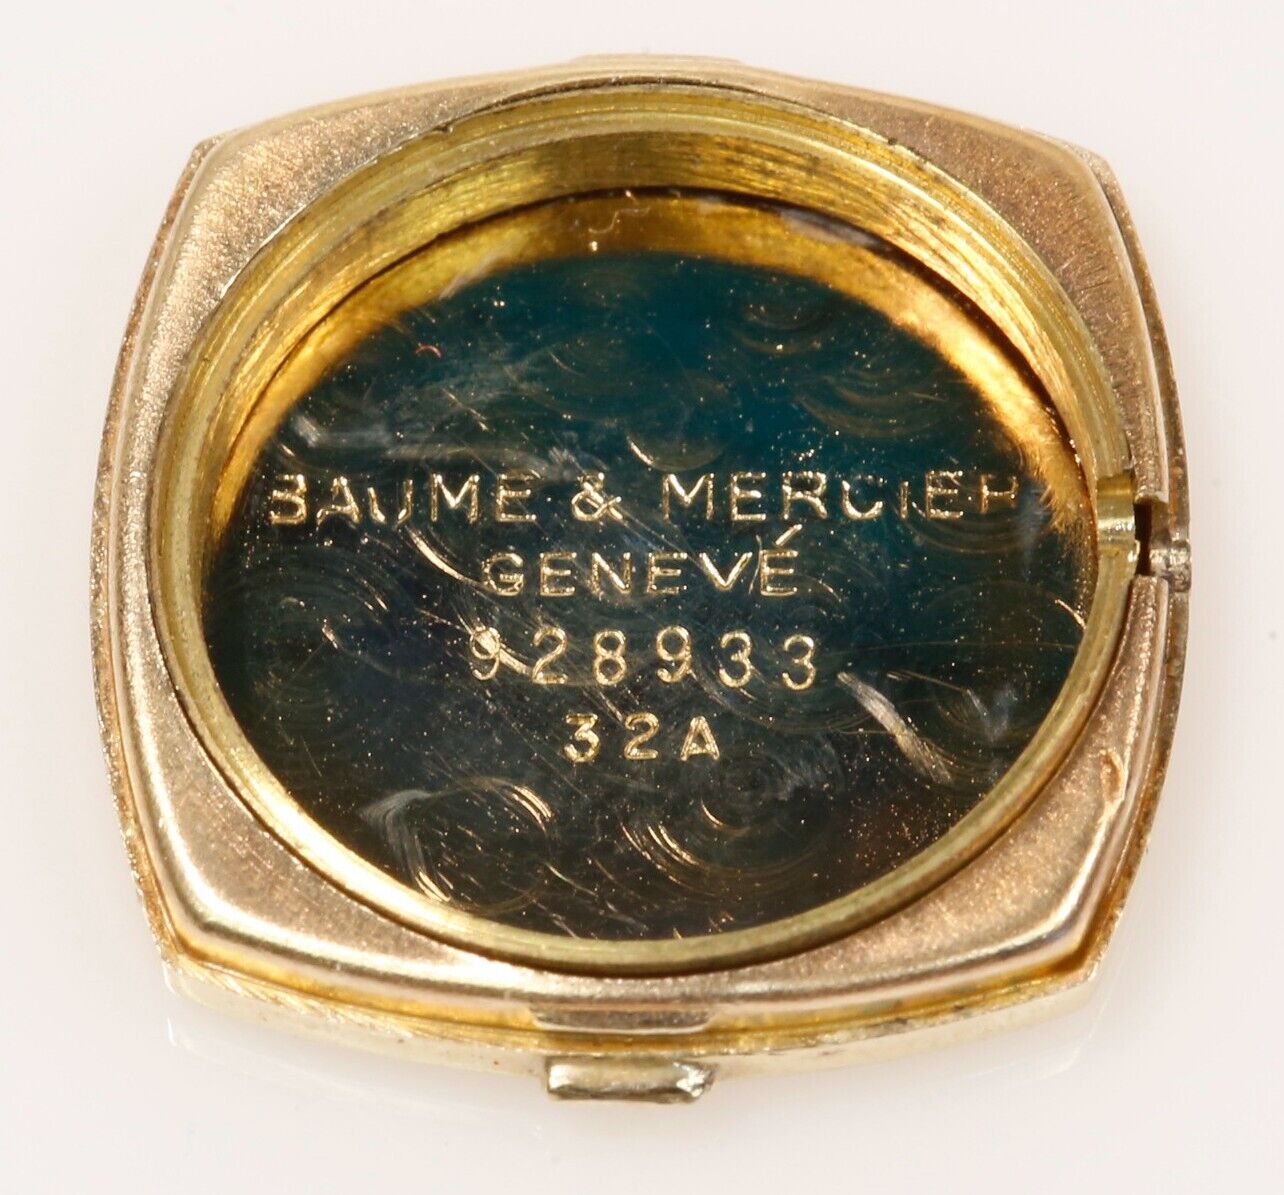 BAUME & MERCIER
GENEVÉ
928933
32A